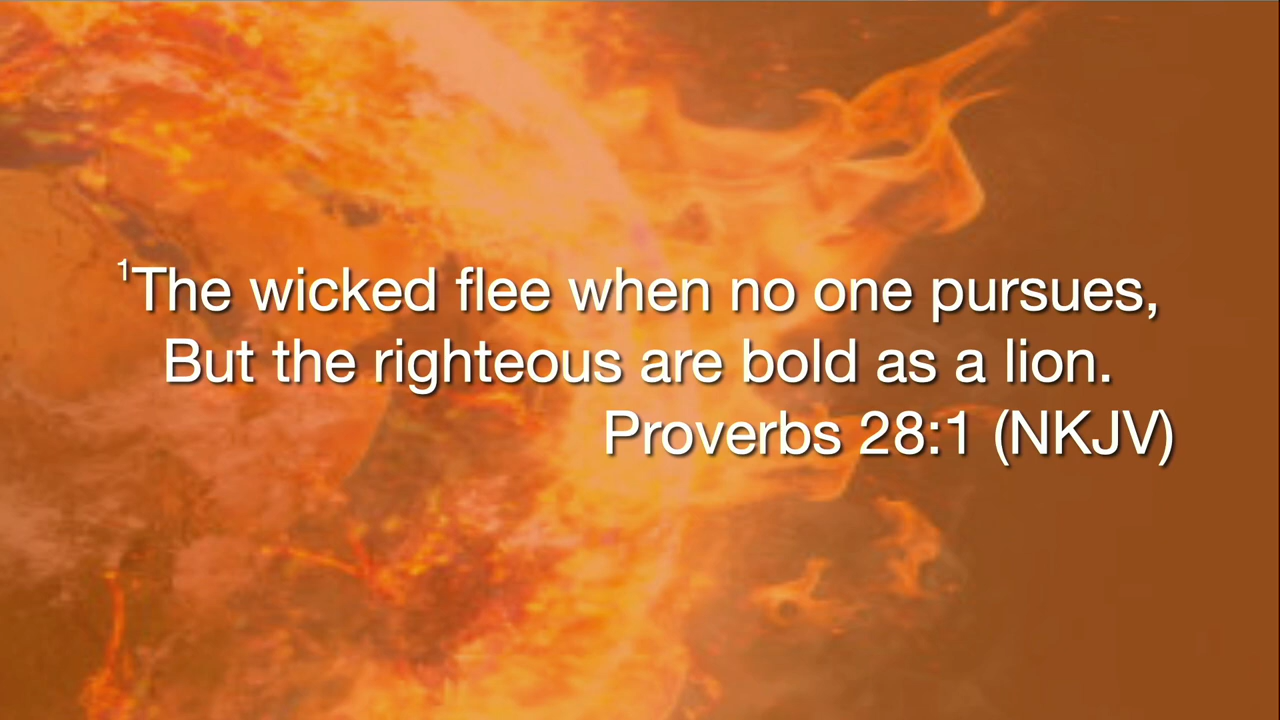 ¹The wicked flee when no one pursues,
But the righteous are bold as a lion.
Proverbs 28:1 (NKJV)